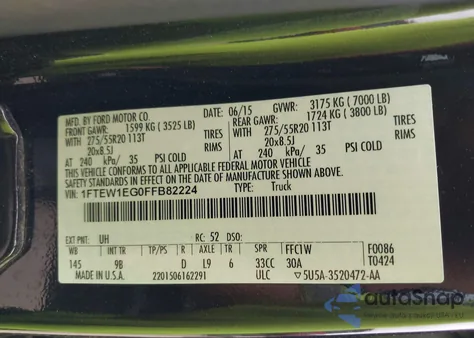 MFD. BY FORD MOTOR CO.
DATE: 06/15 GVWR: 3175 KG ( 7000 LB)
FRONT GAWR: 1599 KG ( 3525 LB) REAR GAWR: 1724 KG ( 3800 LB)
WITH 275/55R20 113T TIRES WITH 275/55R20 113T TIRES
20x8.5J 20x8.5J
AT 240 kPa/ 35 PSI COLD AT 240 kPa/ 35 PSI COLD
THIS VEHICLE CONFORMS TO ALL APPLICABLE FEDERAL MOTOR VEHICLE
SAFETY STANDARDS IN EFFECT ON THE DATE OF MANUFACTURE SHOWN ABOVE.
VIN: 1FTEW1EG0FFB82224 TYPE: Truck
EXT PNT: UH RC: 52 DSO:
WB INT TR TP/PS R AXLE TR SPR FFC1W F0086
145 9B D L9 6 33CC 30A T0424
MADE IN U.S.A. 2201506162291 ULC 5U5A-3520472-AA
autoSnap